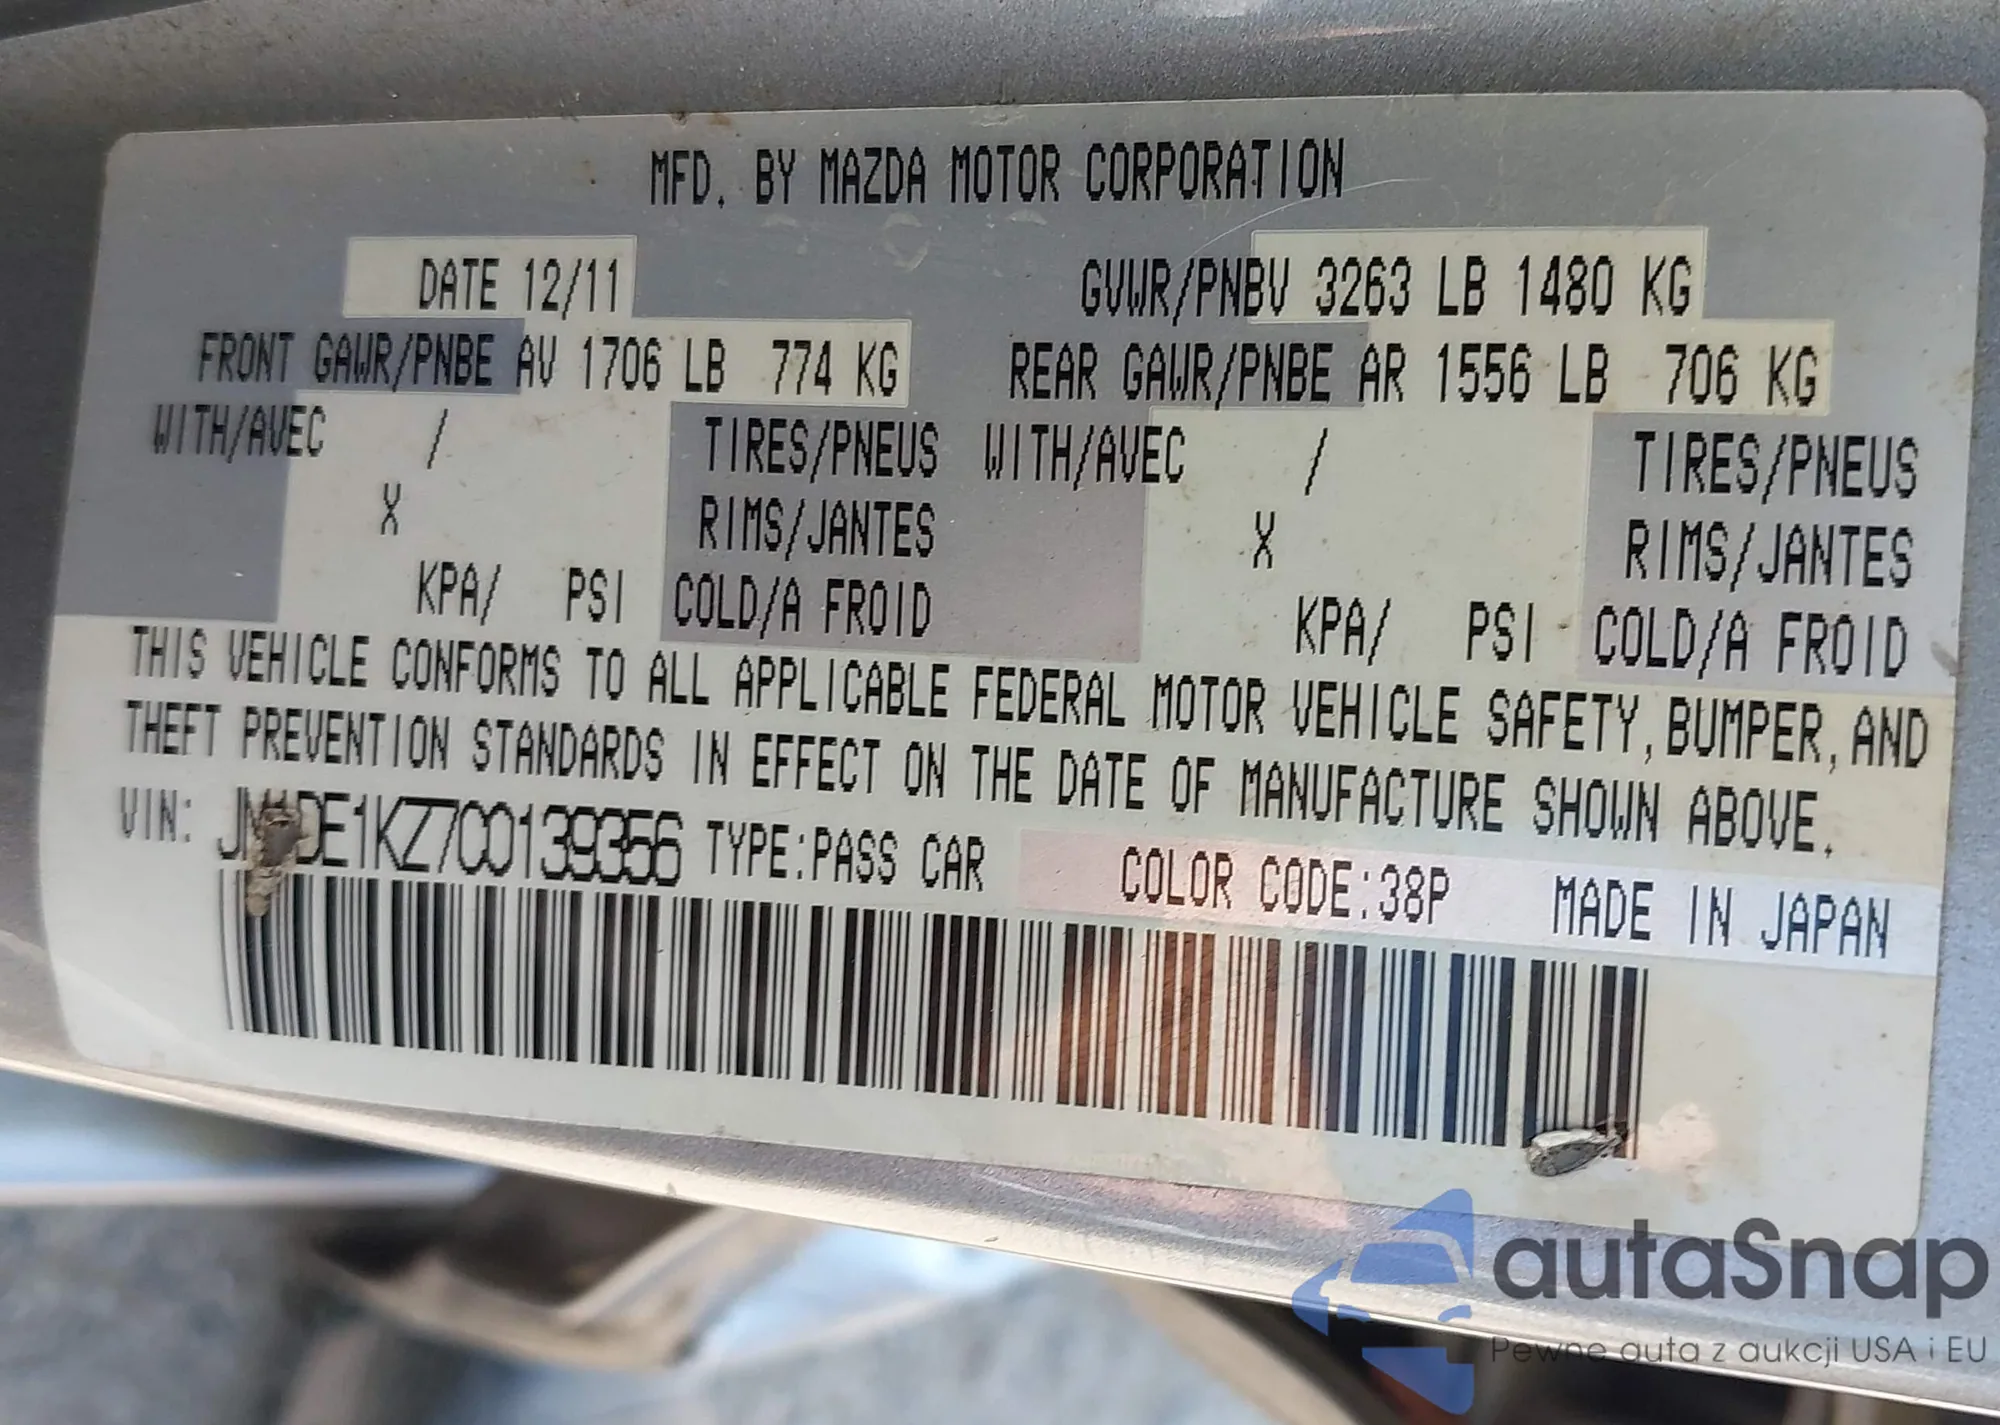 MFD. BY MAZDA MOTOR CORPORATION
DATE 12/11 GVWR/PNBV 3263 LB 1480 KG
FRONT GAWR/PNBE AV 1706 LB 774 KG REAR GAWR/PNBE AR 1556 LB 706 KG
WITH/AVEC / TIRES/PNEUS WITH/AVEC / TIRES/PNEUS
X RIMS/JANTES X RIMS/JANTES
KPA/ PSI COLD/A FROID KPA/ PSI COLD/A FROID
THIS VEHICLE CONFORMS TO ALL APPLICABLE FEDERAL MOTOR VEHICLE SAFETY, BUMPER, AND
THEFT PREVENTION STANDARDS IN EFFECT ON THE DATE OF MANUFACTURE SHOWN ABOVE.
VIN: TYPE:PASS CAR COLOR CODE:38P MADE IN JAPAN
autaSnap
Pewne auta z aukcji USA i EU